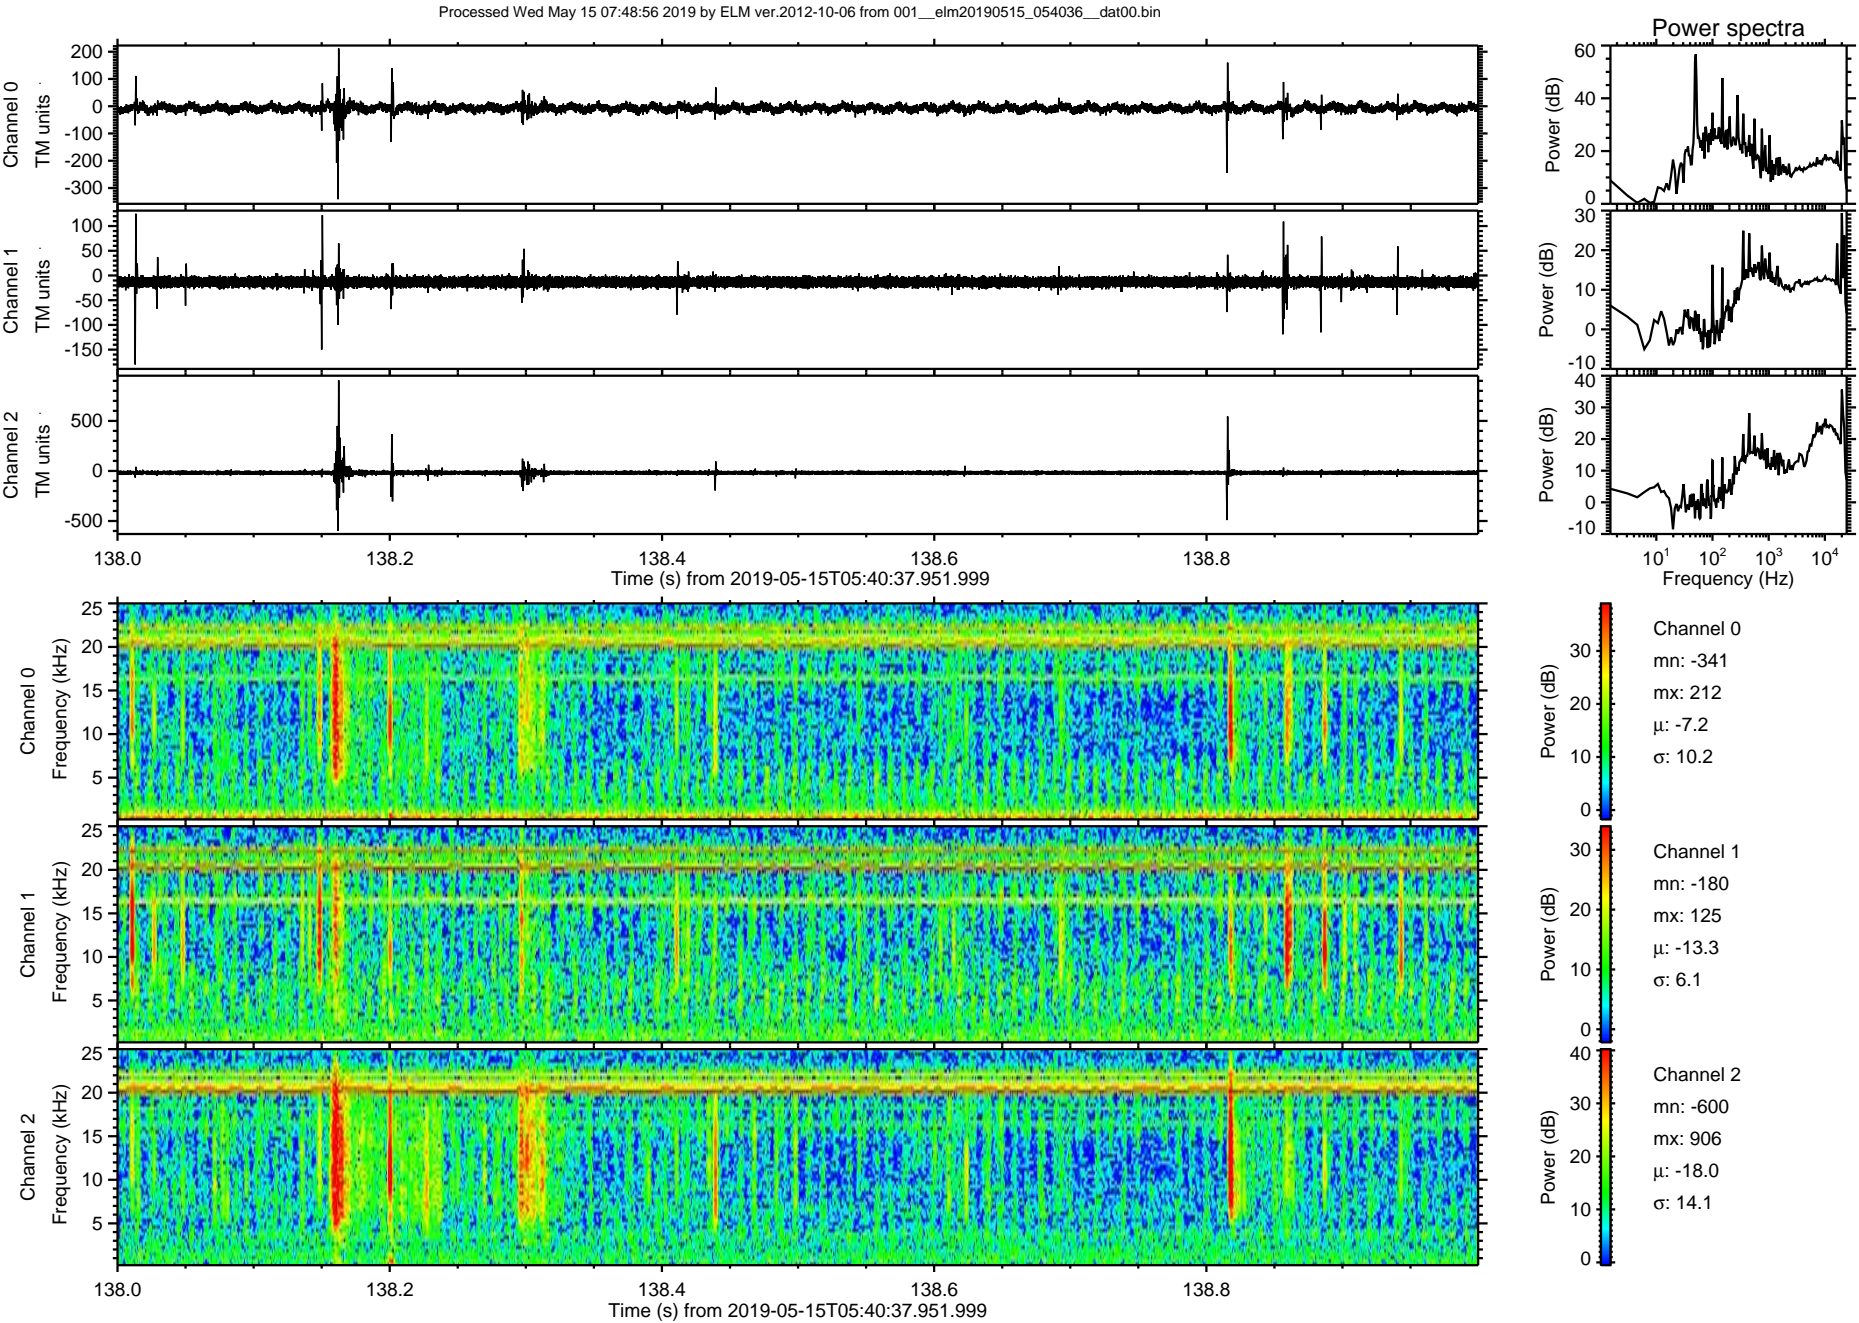 Processed Wed May 15 07:48:56 2019 by ELM ver.2012-10-06 from 001__elm20190515_054036__dat00.bin
Power spectra
Channel 0
TM units
200
100
0
-100
-200
-300
Power (dB)
60
40
20
0
Channel 1
TM units
100
50
0
-50
-100
-150
Power (dB)
30
20
10
0
-10
Channel 2
TM units
500
0
-500
Power (dB)
40
30
20
10
0
-10
138.0 138.2 138.4 138.6 138.8
Time (s) from 2019-05-15T05:40:37.951.999
10^1 10^2 10^3 10^4
Frequency (Hz)
Channel 0
Frequency (kHz)
25
20
15
10
5
Power (dB)
30
20
10
0
Channel 0
mn: -341
mx: 212
μ: -7.2
σ: 10.2
Channel 1
Frequency (kHz)
25
20
15
10
5
Power (dB)
30
20
10
0
Channel 1
mn: -180
mx: 125
μ: -13.3
σ: 6.1
Channel 2
Frequency (kHz)
25
20
15
10
5
Power (dB)
40
30
20
10
0
Channel 2
mn: -600
mx: 906
μ: -18.0
σ: 14.1
138.0 138.2 138.4 138.6 138.8
Time (s) from 2019-05-15T05:40:37.951.999